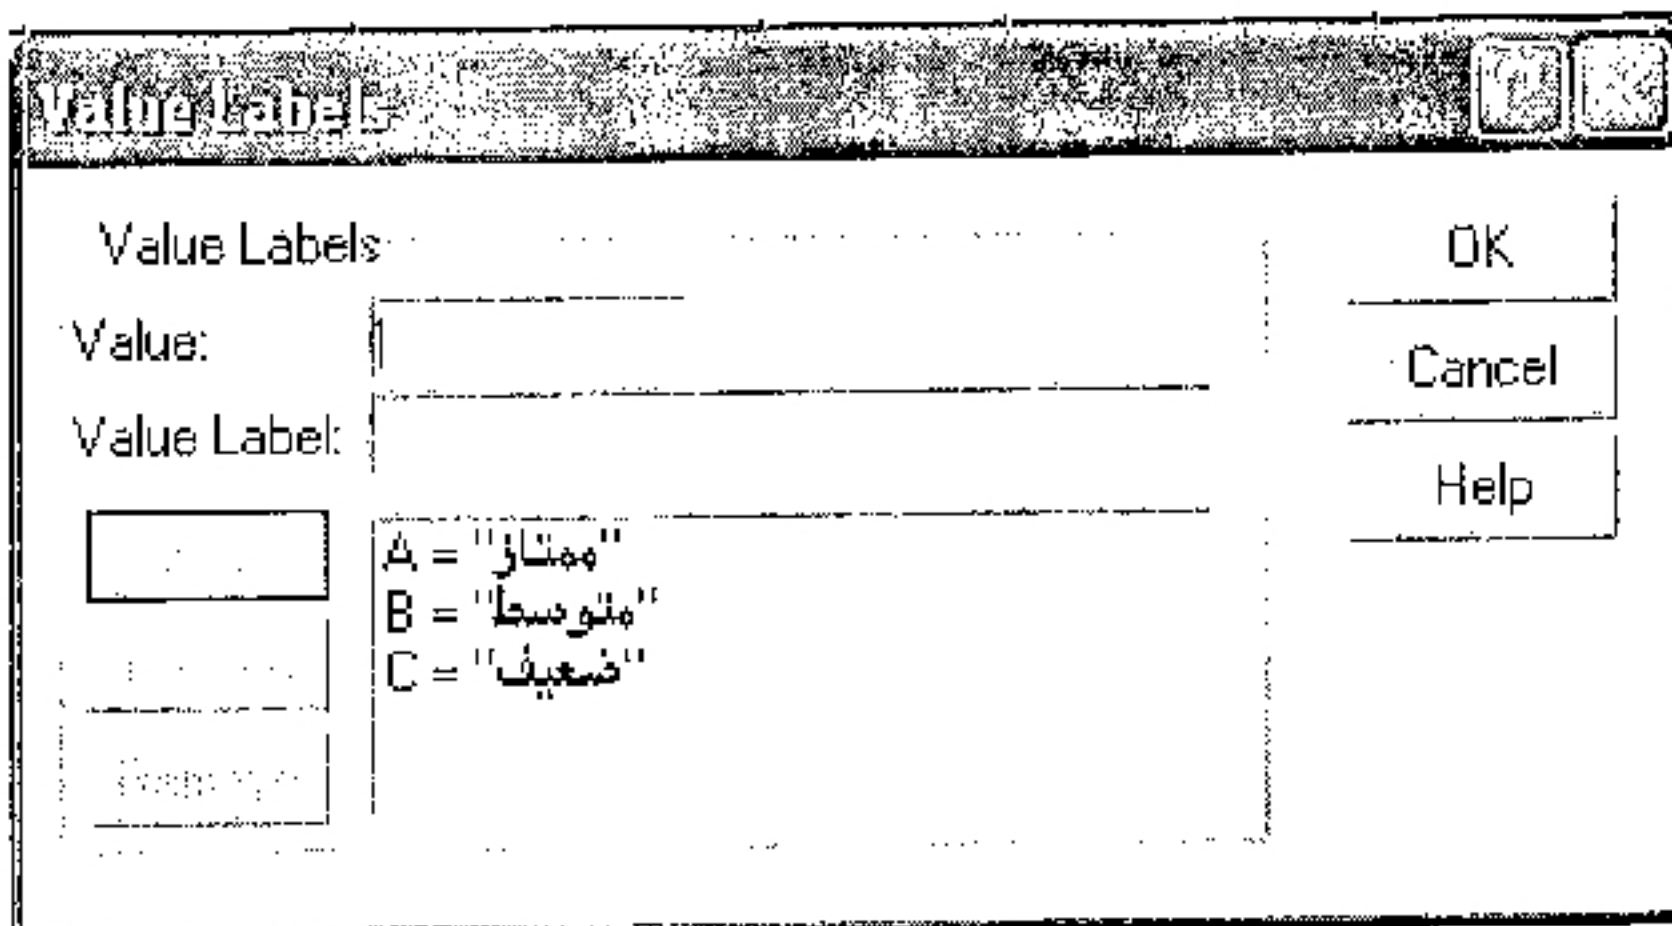 Value Labels
Value Labels
OK
Value:
Cancel
Value Label:
Help
A = "ممتاز"
B = "متوسط"
C = "ضعيف"